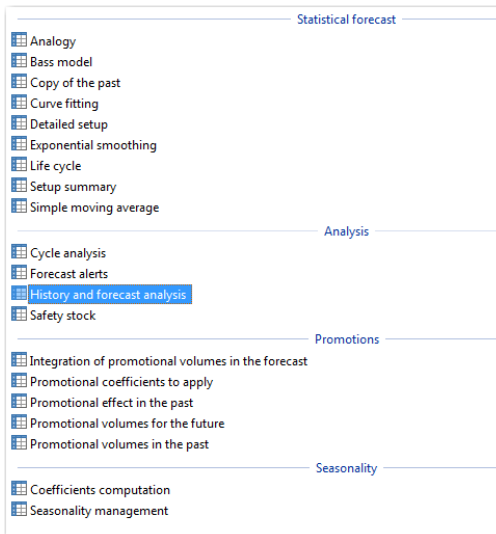 Statistical forecast
Analogy
Bass model
Copy of the past
Curve fitting
Detailed setup
Exponential smoothing
Life cycle
Setup summary
Simple moving average
Analysis
Cycle analysis
Forecast alerts
History and forecast analysis
Safety stock
Promotions
Integration of promotional volumes in the forecast
Promotional coefficients to apply
Promotional effect in the past
Promotional volumes for the future
Promotional volumes in the past
Seasonality
Coefficients computation
Seasonality management